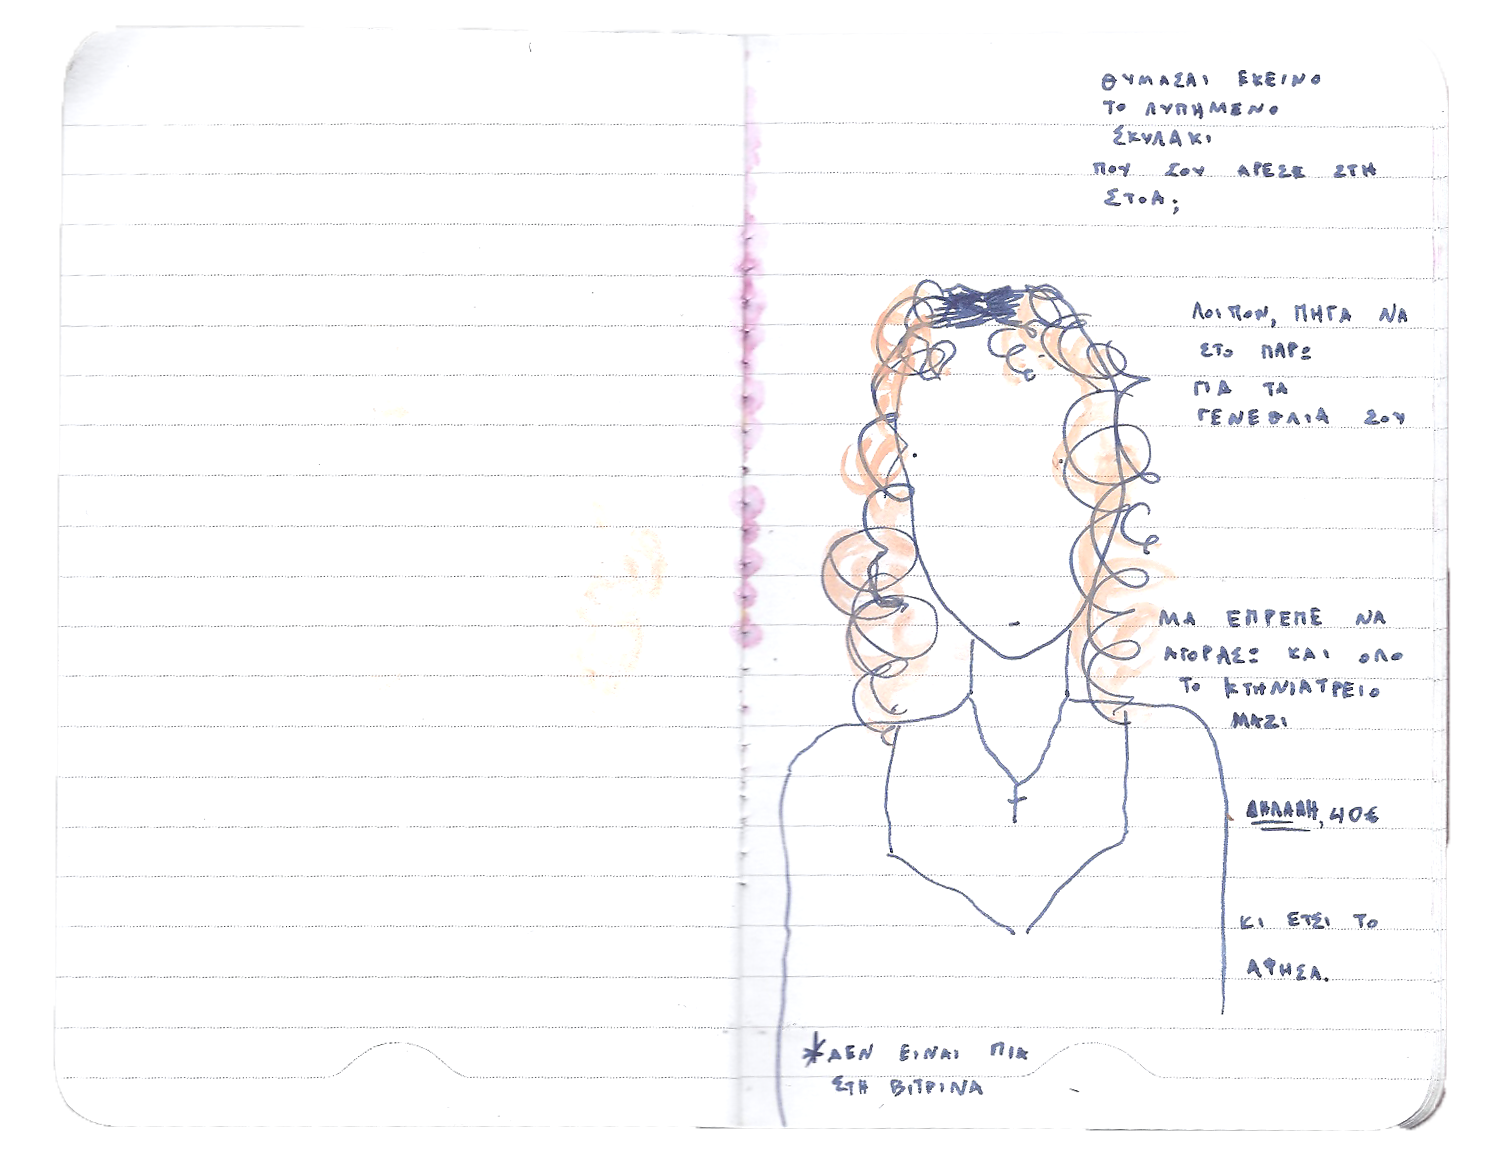 ΘΥΜΑΣΑΙ ΕΚΕΙΝΟ
ΤΟ ΛΥΠΗΜΕΝΟ
ΣΚΥΛΑΚΙ
ΠΟΥ ΣΟΥ ΑΡΕΣΕ ΣΤΗ
ΣΤΟΑ;
ΛΟΙΠΟΝ, ΠΗΓΑ ΝΑ
ΣΤΟ ΠΑΡΩ
ΓΙΑ ΤΑ
ΓΕΝΕΘΛΙΑ ΣΟΥ
ΜΑ ΕΠΡΕΠΕ ΝΑ
ΑΓΟΡΑΣΩ ΚΑΙ ΟΛΟ
ΤΟ ΚΤΗΝΙΑΤΡΕΙΟ
ΜΑΖΙ
ΔΗΛΑΔΗ, 40€
ΚΙ ΕΤΣΙ ΤΟ
ΑΦΗΣΑ.
*ΔΕΝ ΕΙΝΑΙ ΠΙΑ
ΣΤΗ ΒΙΤΡΙΝΑ